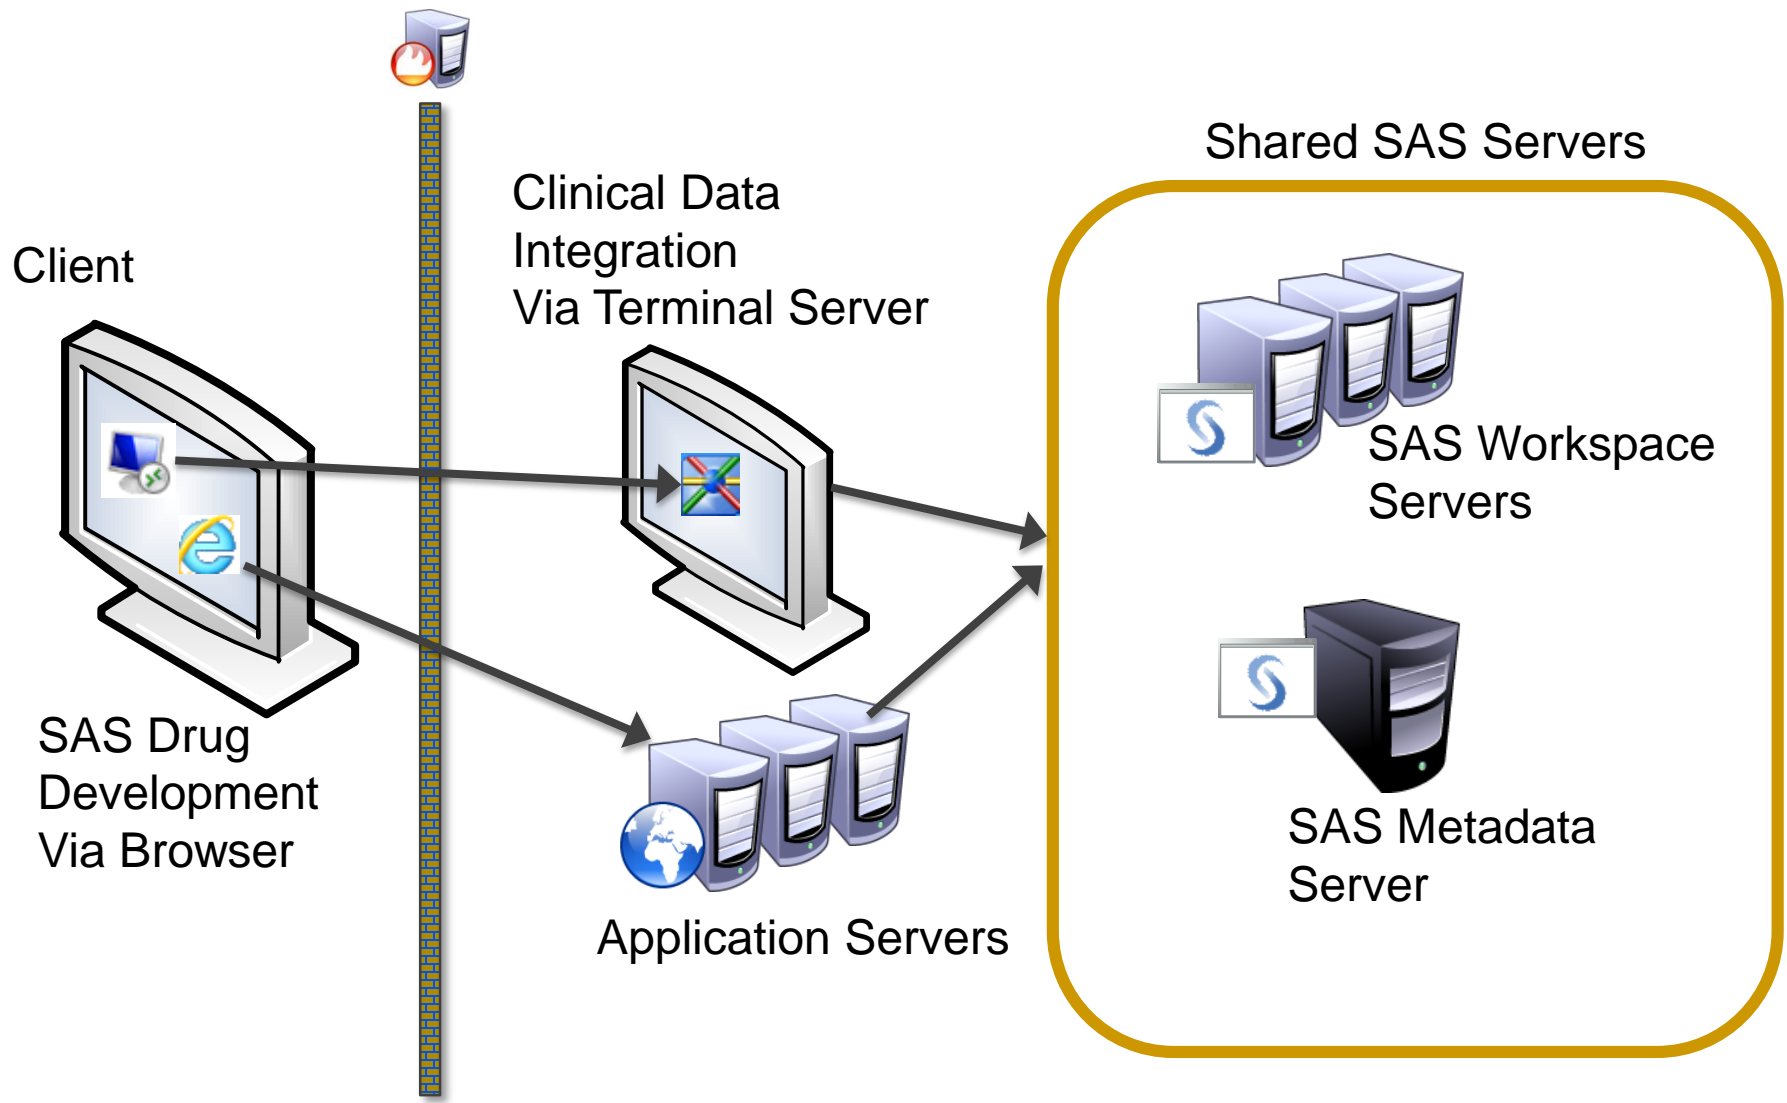 Shared SAS Servers
Clinical Data
Integration
Via Terminal Server
Client
SAS Workspace
Servers
SAS Drug
Development
Via Browser
SAS Metadata
Server
Application Servers